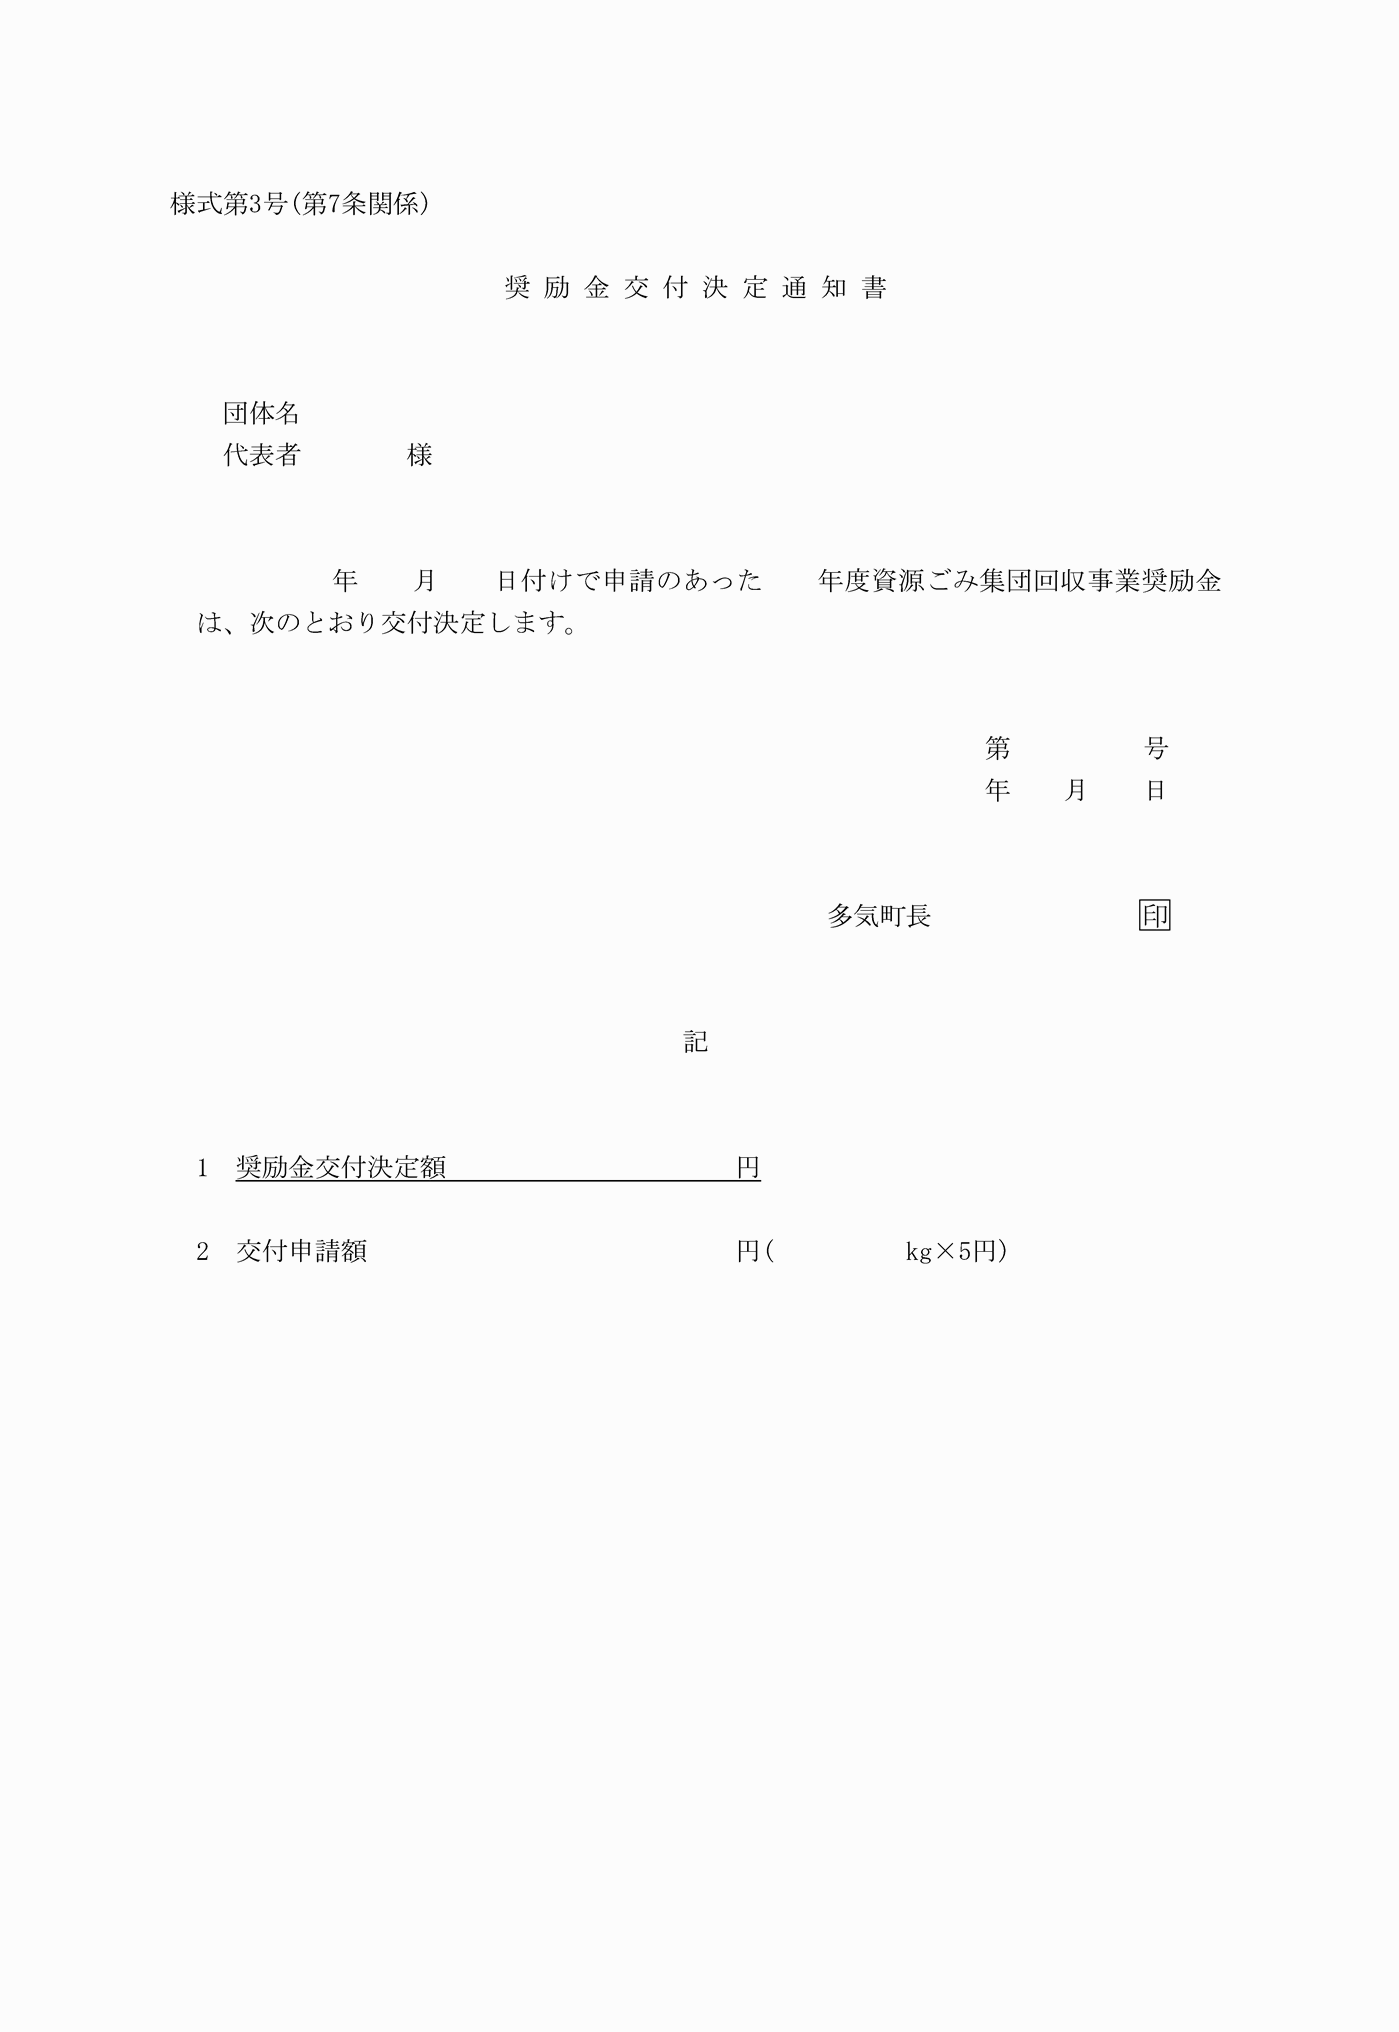 様式第3号(第7条関係)
奨励金交付決定通知書
団体名
代表者　　　　様
年　　月　　日付けで申請のあった　　年度資源ごみ集団回収事業奨励金
は、次のとおり交付決定します。
第　　　　　号
年　　月　　日
多気町長　　　　　　　　印
記
1　奨励金交付決定額　　　　　　　　　　　円
2　交付申請額　　　　　　　　　　　　　　円(　　　　　kg×5円)